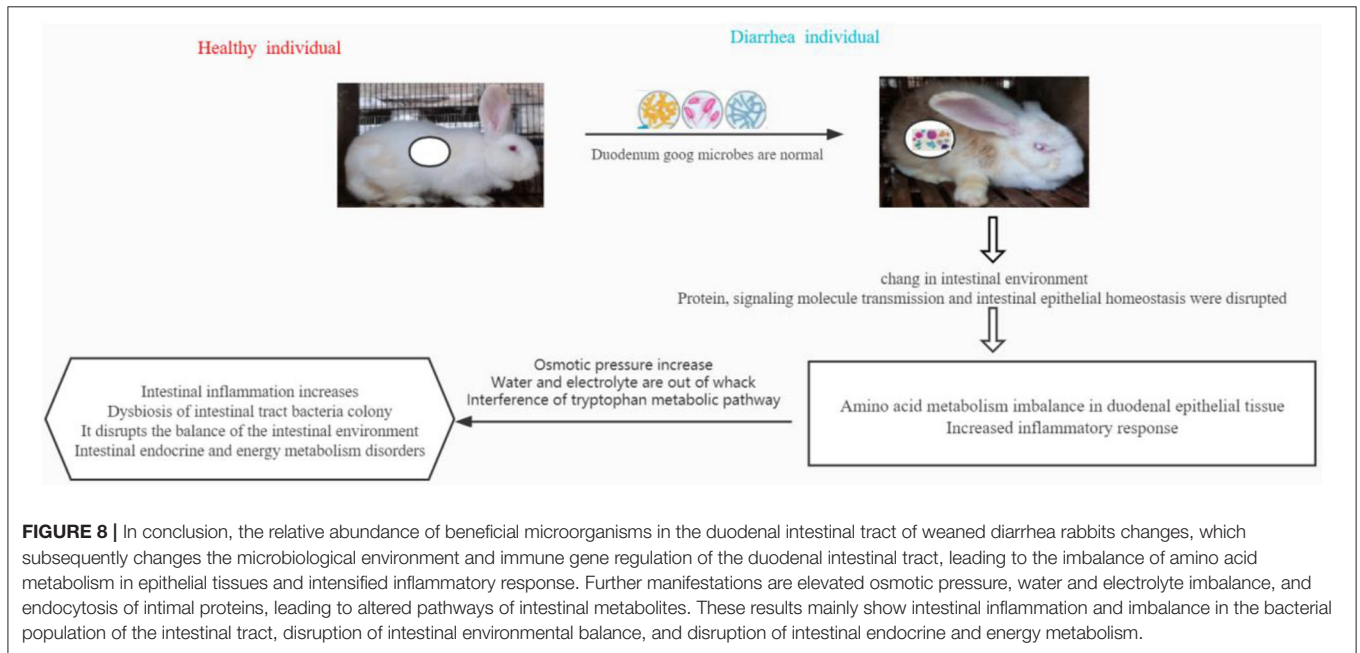 Healthy individual
Diarrhea individual
Duodenum goog microbes are normal
chang in intestinal environment
Protein, signaling molecule transmission and intestinal epithelial homeostasis were disrupted
Osmotic pressure increase
Water and electrolyte are out of whack
Interference of tryptophan metabolic pathway
Intestinal inflammation increases
Dysbiosis of intestinal tract bacteria colony
It disrupts the balance of the intestinal environment
Intestinal endocrine and energy metabolism disorders
Amino acid metabolism imbalance in duodenal epithelial tissue
Increased inflammatory response
FIGURE 8 | In conclusion, the relative abundance of beneficial microorganisms in the duodenal intestinal tract of weaned diarrhea rabbits changes, which
subsequently changes the microbiological environment and immune gene regulation of the duodenal intestinal tract, leading to the imbalance of amino acid
metabolism in epithelial tissues and intensified inflammatory response. Further manifestations are elevated osmotic pressure, water and electrolyte imbalance, and
endocytosis of intimal proteins, leading to altered pathways of intestinal metabolites. These results mainly show intestinal inflammation and imbalance in the bacterial
population of the intestinal tract, disruption of intestinal environmental balance, and disruption of intestinal endocrine and energy metabolism.